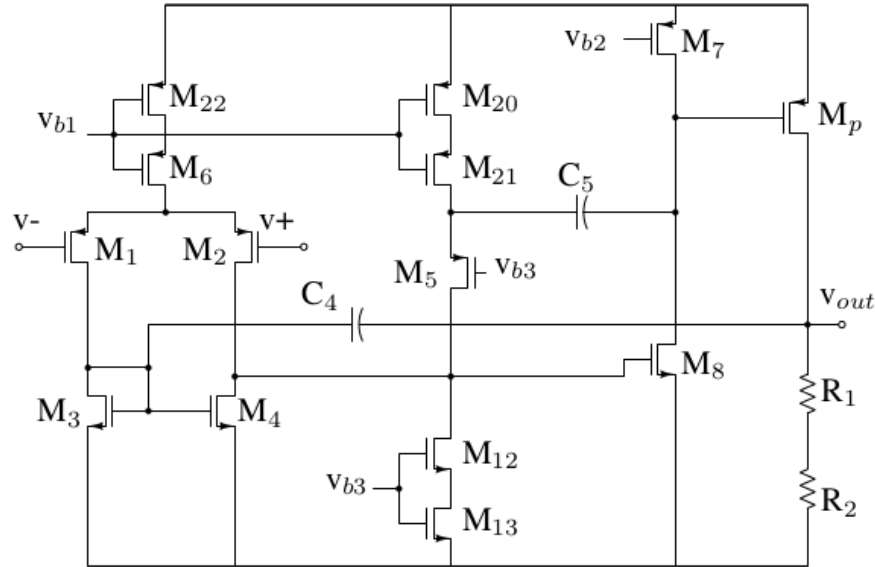 v_{b2}
M_7
M_{22}
M_{20}
v_{b1}
M_p
M_6
M_{21}
C_5
v-
v+
M_1
M_2
M_5
v_{b3}
C_4
v_{out}
M_8
M_3
M_4
R_1
M_{12}
v_{b3}
M_{13}
R_2